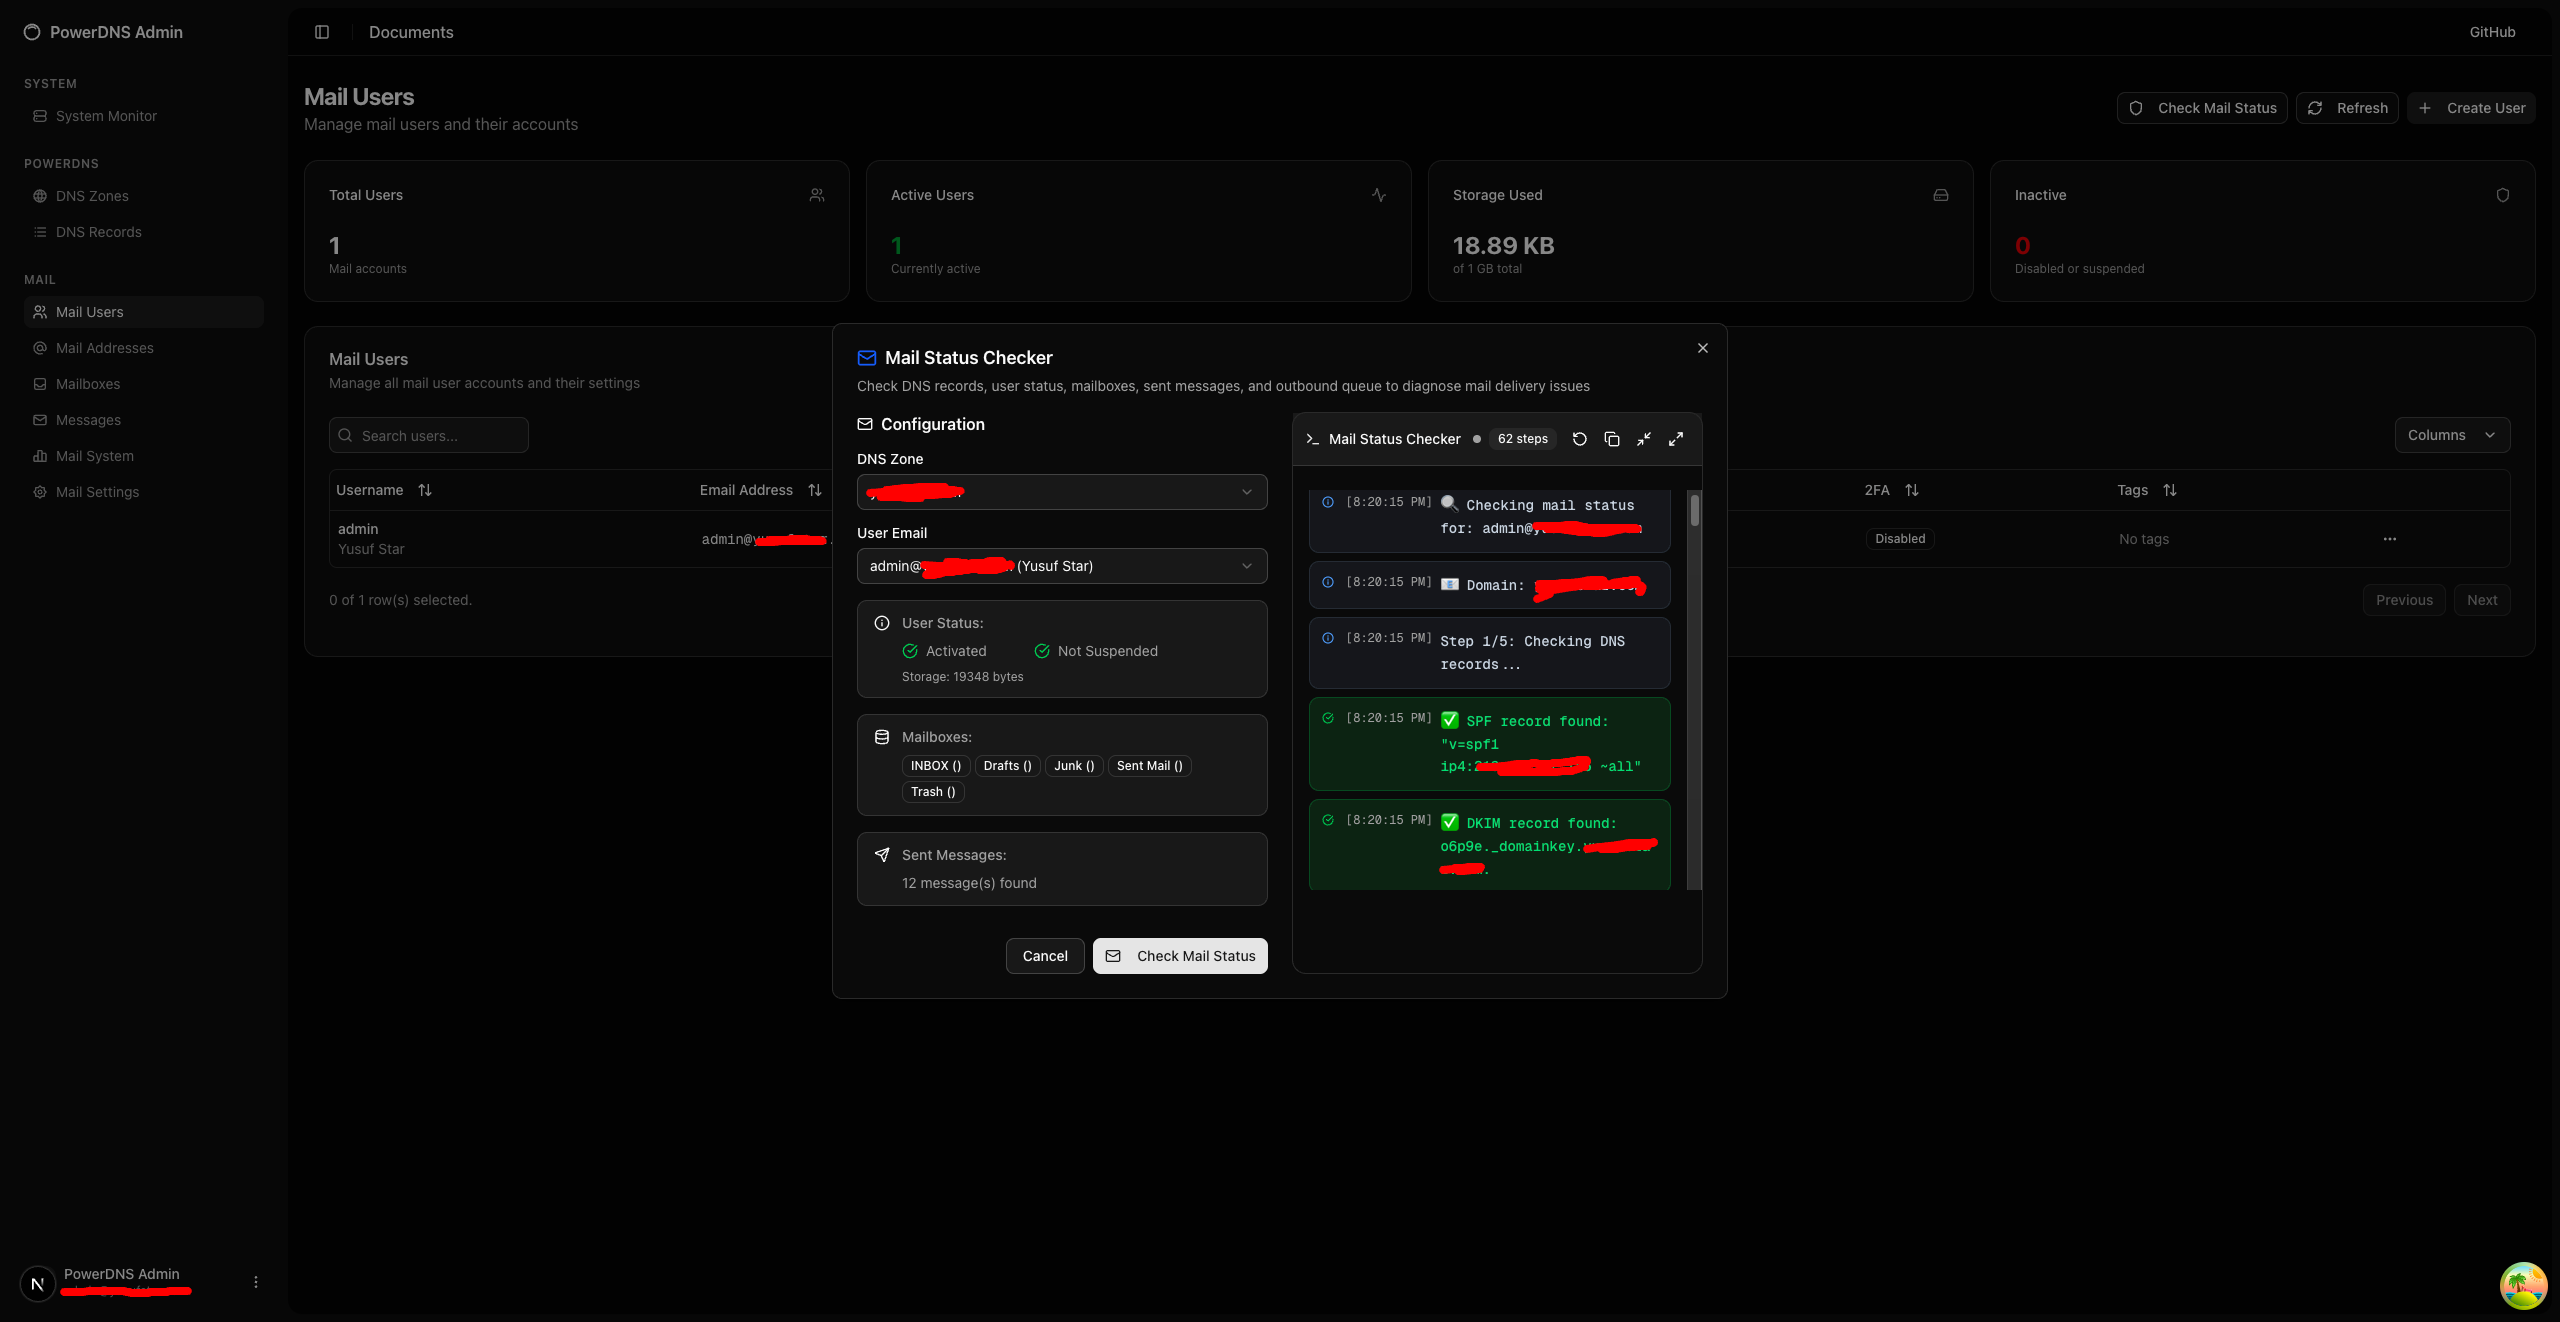 PowerDNS Admin
Documents
GitHub
SYSTEM
System Monitor
POWERDNS
DNS Zones
DNS Records
MAIL
Mail Users
Mail Addresses
Mailboxes
Messages
Mail System
Mail Settings
Mail Users
Manage mail users and their accounts
Check Mail Status
Refresh
Create User
Total Users
1
Mail accounts
Active Users
1
Currently active
Storage Used
18.89 KB
of 1 GB total
Inactive
0
Disabled or suspended
Mail Users
Manage all mail user accounts and their settings
Search users...
Columns
Username
Email Address
2FA
Tags
admin
Yusuf Star
admin@
Disabled
No tags
0 of 1 row(s) selected.
Previous
Next
Mail Status Checker
Check DNS records, user status, mailboxes, sent messages, and outbound queue to diagnose mail delivery issues
Configuration
DNS Zone
User Email
admin@ (Yusuf Star)
User Status:
Activated
Not Suspended
Storage: 19348 bytes
Mailboxes:
INBOX ()
Drafts ()
Junk ()
Sent Mail ()
Trash ()
Sent Messages:
12 message(s) found
Cancel
Check Mail Status
Mail Status Checker
62 steps
[8:20:15 PM] 🔍 Checking mail status
for: admin@
[8:20:15 PM] 📧 Domain:
[8:20:15 PM] Step 1/5: Checking DNS
records...
[8:20:15 PM] ✅ SPF record found:
"v=spf1
ip4: ~all"
[8:20:15 PM] ✅ DKIM record found:
o6p9e._domainkey.
N
PowerDNS Admin